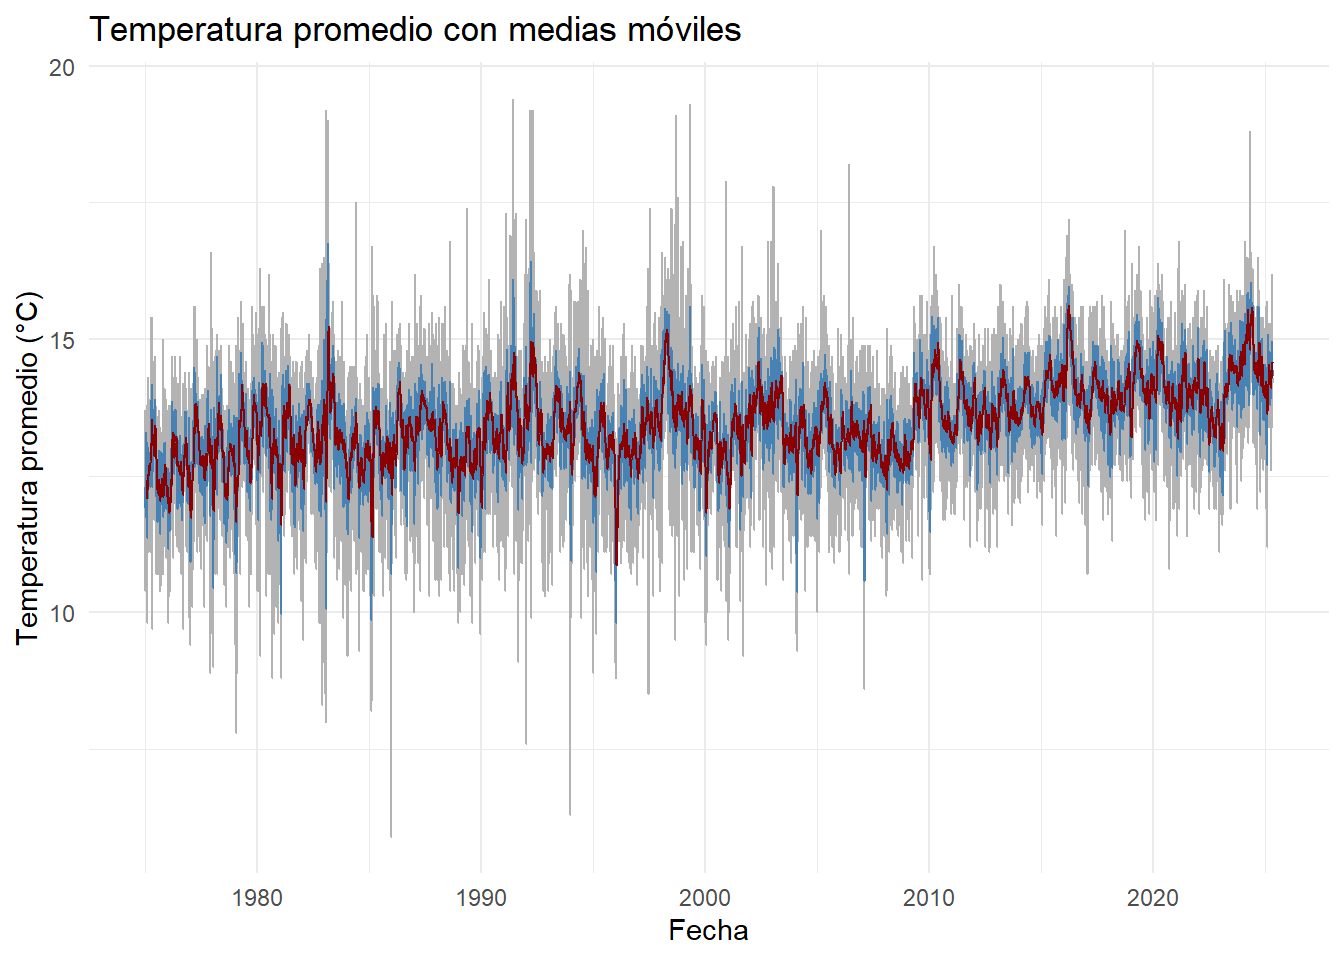 Temperatura promedio con medias móviles
Temperatura promedio (°C)
20
15
10
1980 1990 2000 2010 2020
Fecha